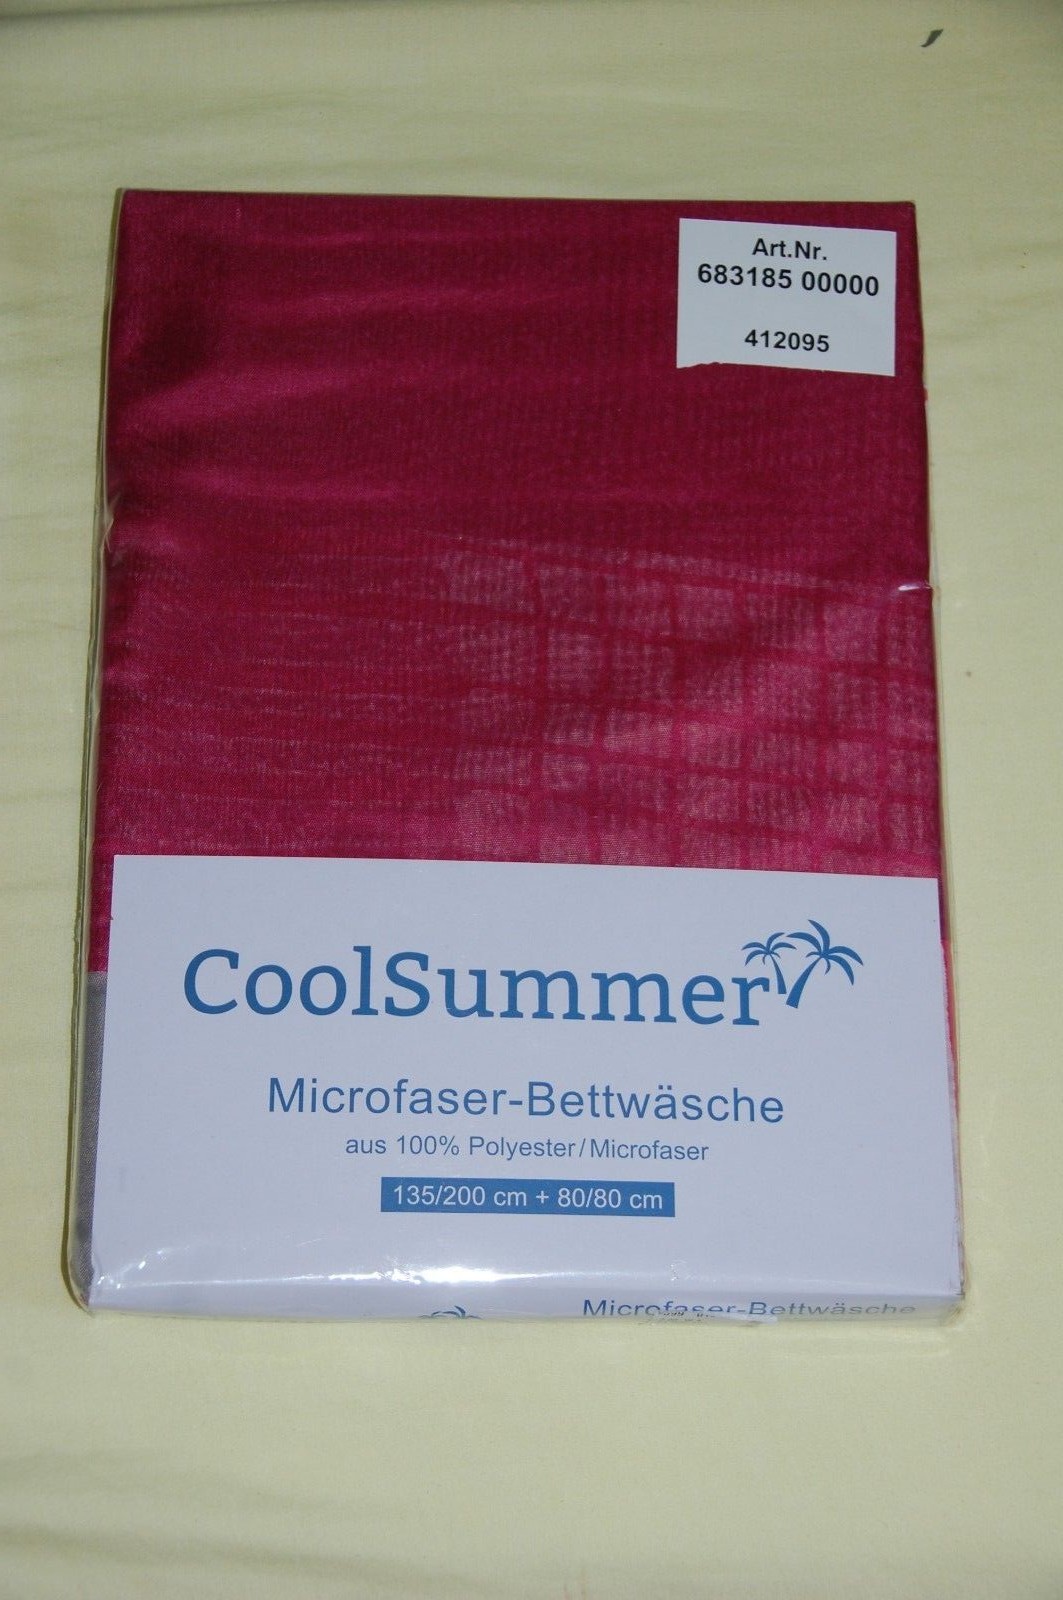 Art.Nr.
683185 00000
412095
CoolSummer
Microfaser-Bettwäsche
aus 100% Polyester/Microfaser
135/200 cm + 80/80 cm
Microfaser-Bettwäsche